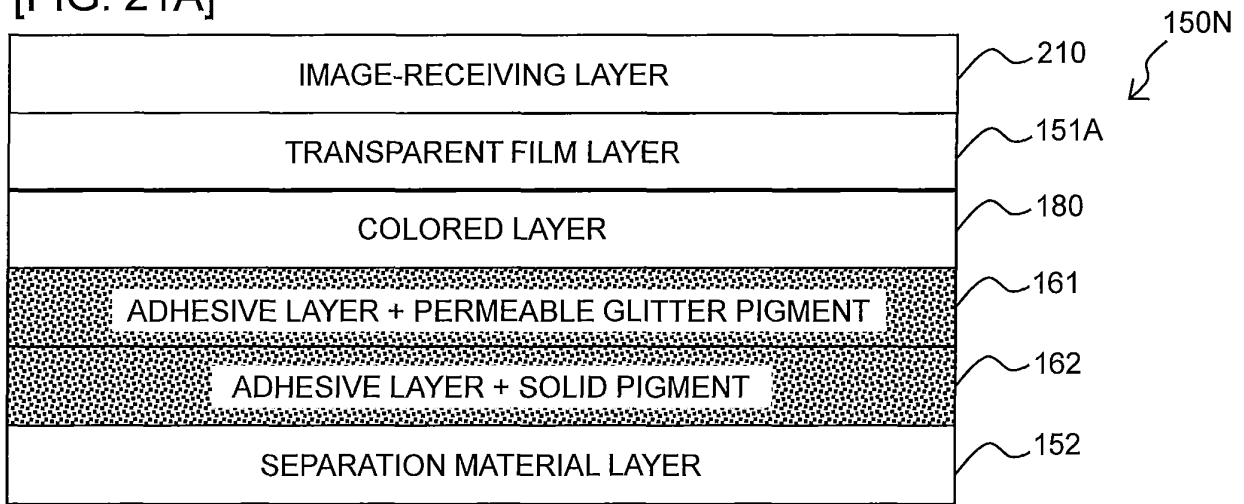 [FIG. 21A]
150N
IMAGE-RECEIVING LAYER 210
TRANSPARENT FILM LAYER 151A
COLORED LAYER 180
ADHESIVE LAYER + PERMEABLE GLITTER PIGMENT 161
ADHESIVE LAYER + SOLID PIGMENT 162
SEPARATION MATERIAL LAYER 152